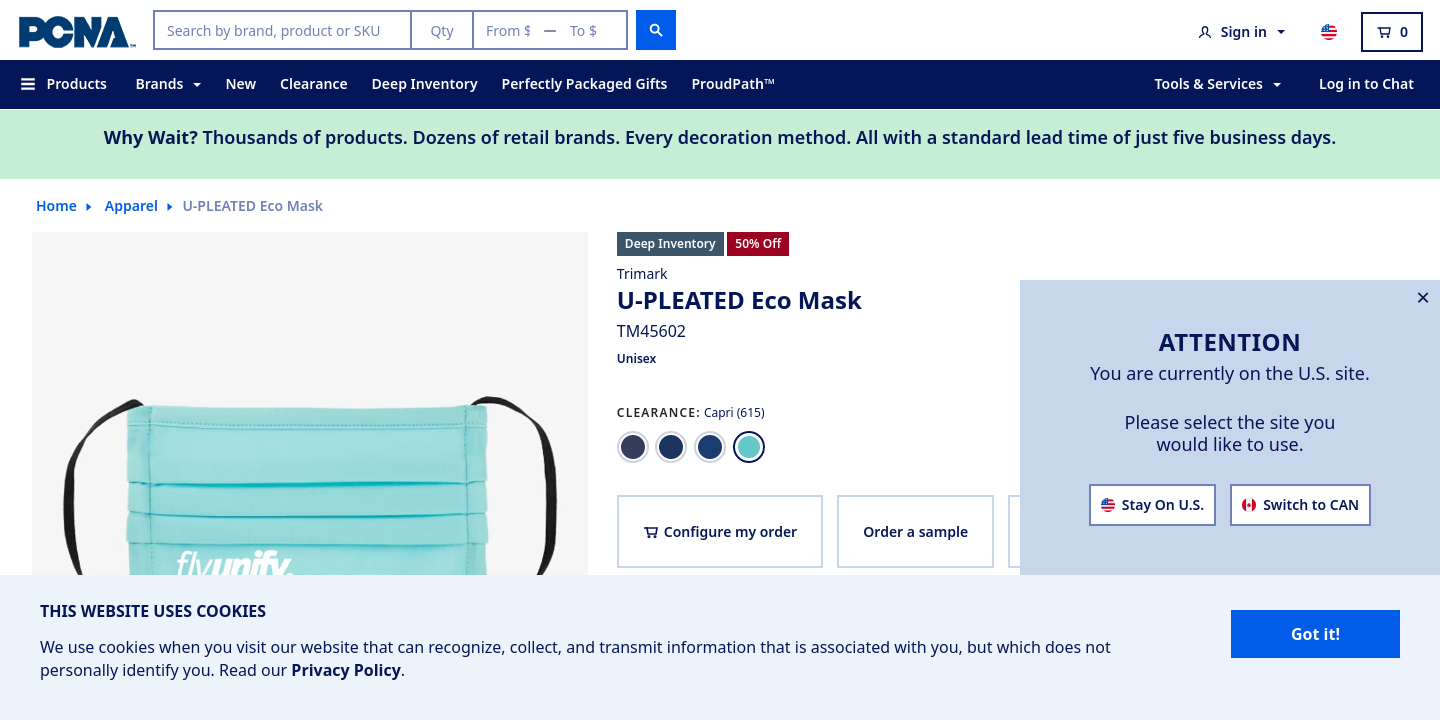 PCNA™
Search by brand, product or SKU
Qty
From $
—
To $
Sign in
0
Products
Brands
New
Clearance
Deep Inventory
Perfectly Packaged Gifts
ProudPath™
Tools & Services
Log in to Chat
Why Wait? Thousands of products. Dozens of retail brands. Every decoration method. All with a standard lead time of just five business days.
Home
Apparel
U-PLEATED Eco Mask
Deep Inventory
50% Off
Trimark
U-PLEATED Eco Mask
TM45602
Unisex
CLEARANCE: Capri (615)
Configure my order
Order a sample
flyunify.
ATTENTION
You are currently on the U.S. site.
Please select the site you
would like to use.
Stay On U.S.
Switch to CAN
THIS WEBSITE USES COOKIES
We use cookies when you visit our website that can recognize, collect, and transmit information that is associated with you, but which does not
personally identify you. Read our Privacy Policy.
Got it!